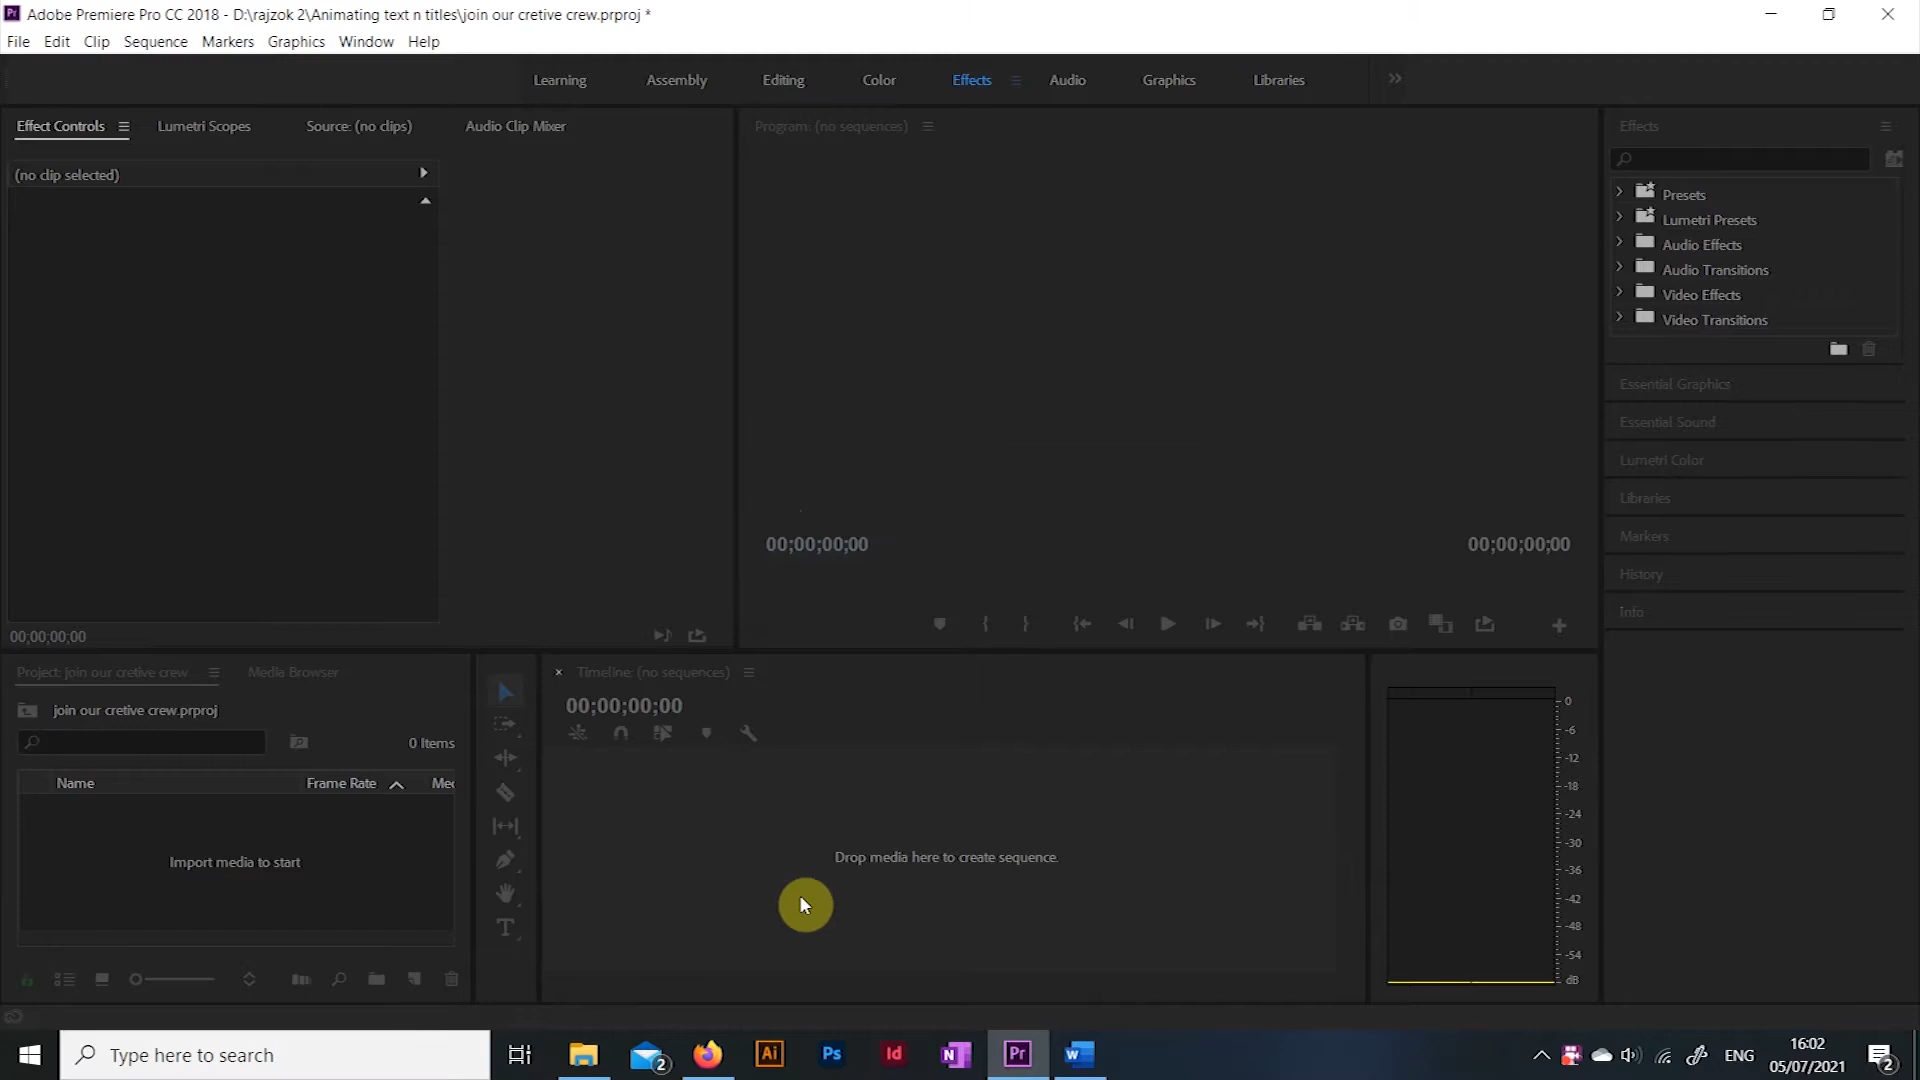 Adobe Premiere Pro CC 2018 - D:\rajzok 2\Animating text n titles\join our cretive crew.prproj *
File Edit Clip Sequence Markers Graphics Window Help
Learning Assembly Editing Color Effects Audio Graphics Libraries
Effect Controls Lumetri Scopes Source: (no clips) Audio Clip Mixer
(no clip selected)
00;00;00;00
Program: (no sequences)
00;00;00;00 00;00;00;00
Effects
Presets
Lumetri Presets
Audio Effects
Audio Transitions
Video Effects
Video Transitions
Essential Graphics
Essential Sound
Lumetri Color
Libraries
Markers
History
Info
Project: join our cretive crew Media Browser
join our cretive crew.prproj
0 Items
Name Frame Rate Mec
Import media to start
Timeline: (no sequences)
00;00;00;00
Drop media here to create sequence.
0
-6
-12
-18
-24
-30
-36
-42
-48
-54
dB
Type here to search
2
Ai
Ps
Id
N
Pr
W
ENG
16:02
05/07/2021
2